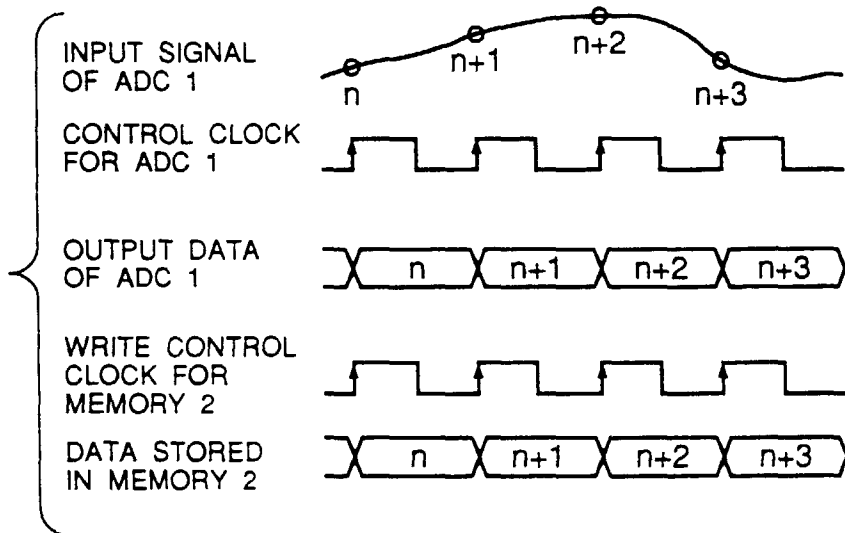 INPUT SIGNAL
OF ADC 1
n
n+1
n+2
n+3
CONTROL CLOCK
FOR ADC 1
OUTPUT DATA
OF ADC 1
n
n+1
n+2
n+3
WRITE CONTROL
CLOCK FOR
MEMORY 2
DATA STORED
IN MEMORY 2
n
n+1
n+2
n+3